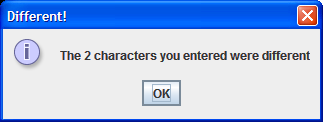 Different!
The 2 characters you entered were different
OK